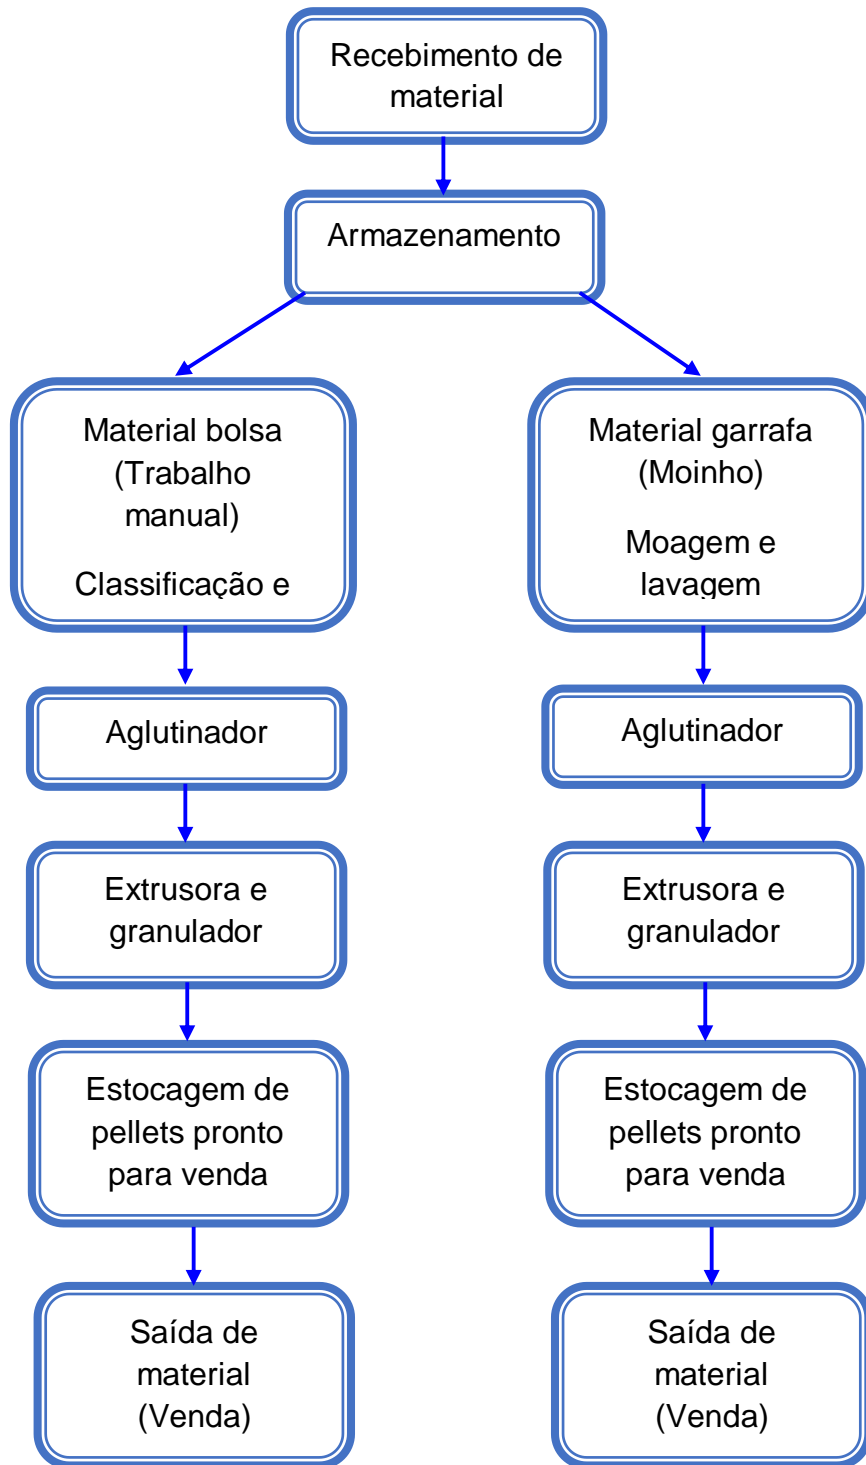 Recebimento de
material
Armazenamento
Material bolsa
(Trabalho
manual)
Classificação e
Material garrafa
(Moinho)
Moagem e
lavagem
Aglutinador
Aglutinador
Extrusora e
granulador
Extrusora e
granulador
Estocagem de
pellets pronto
para venda
Estocagem de
pellets pronto
para venda
Saída de
material
(Venda)
Saída de
material
(Venda)